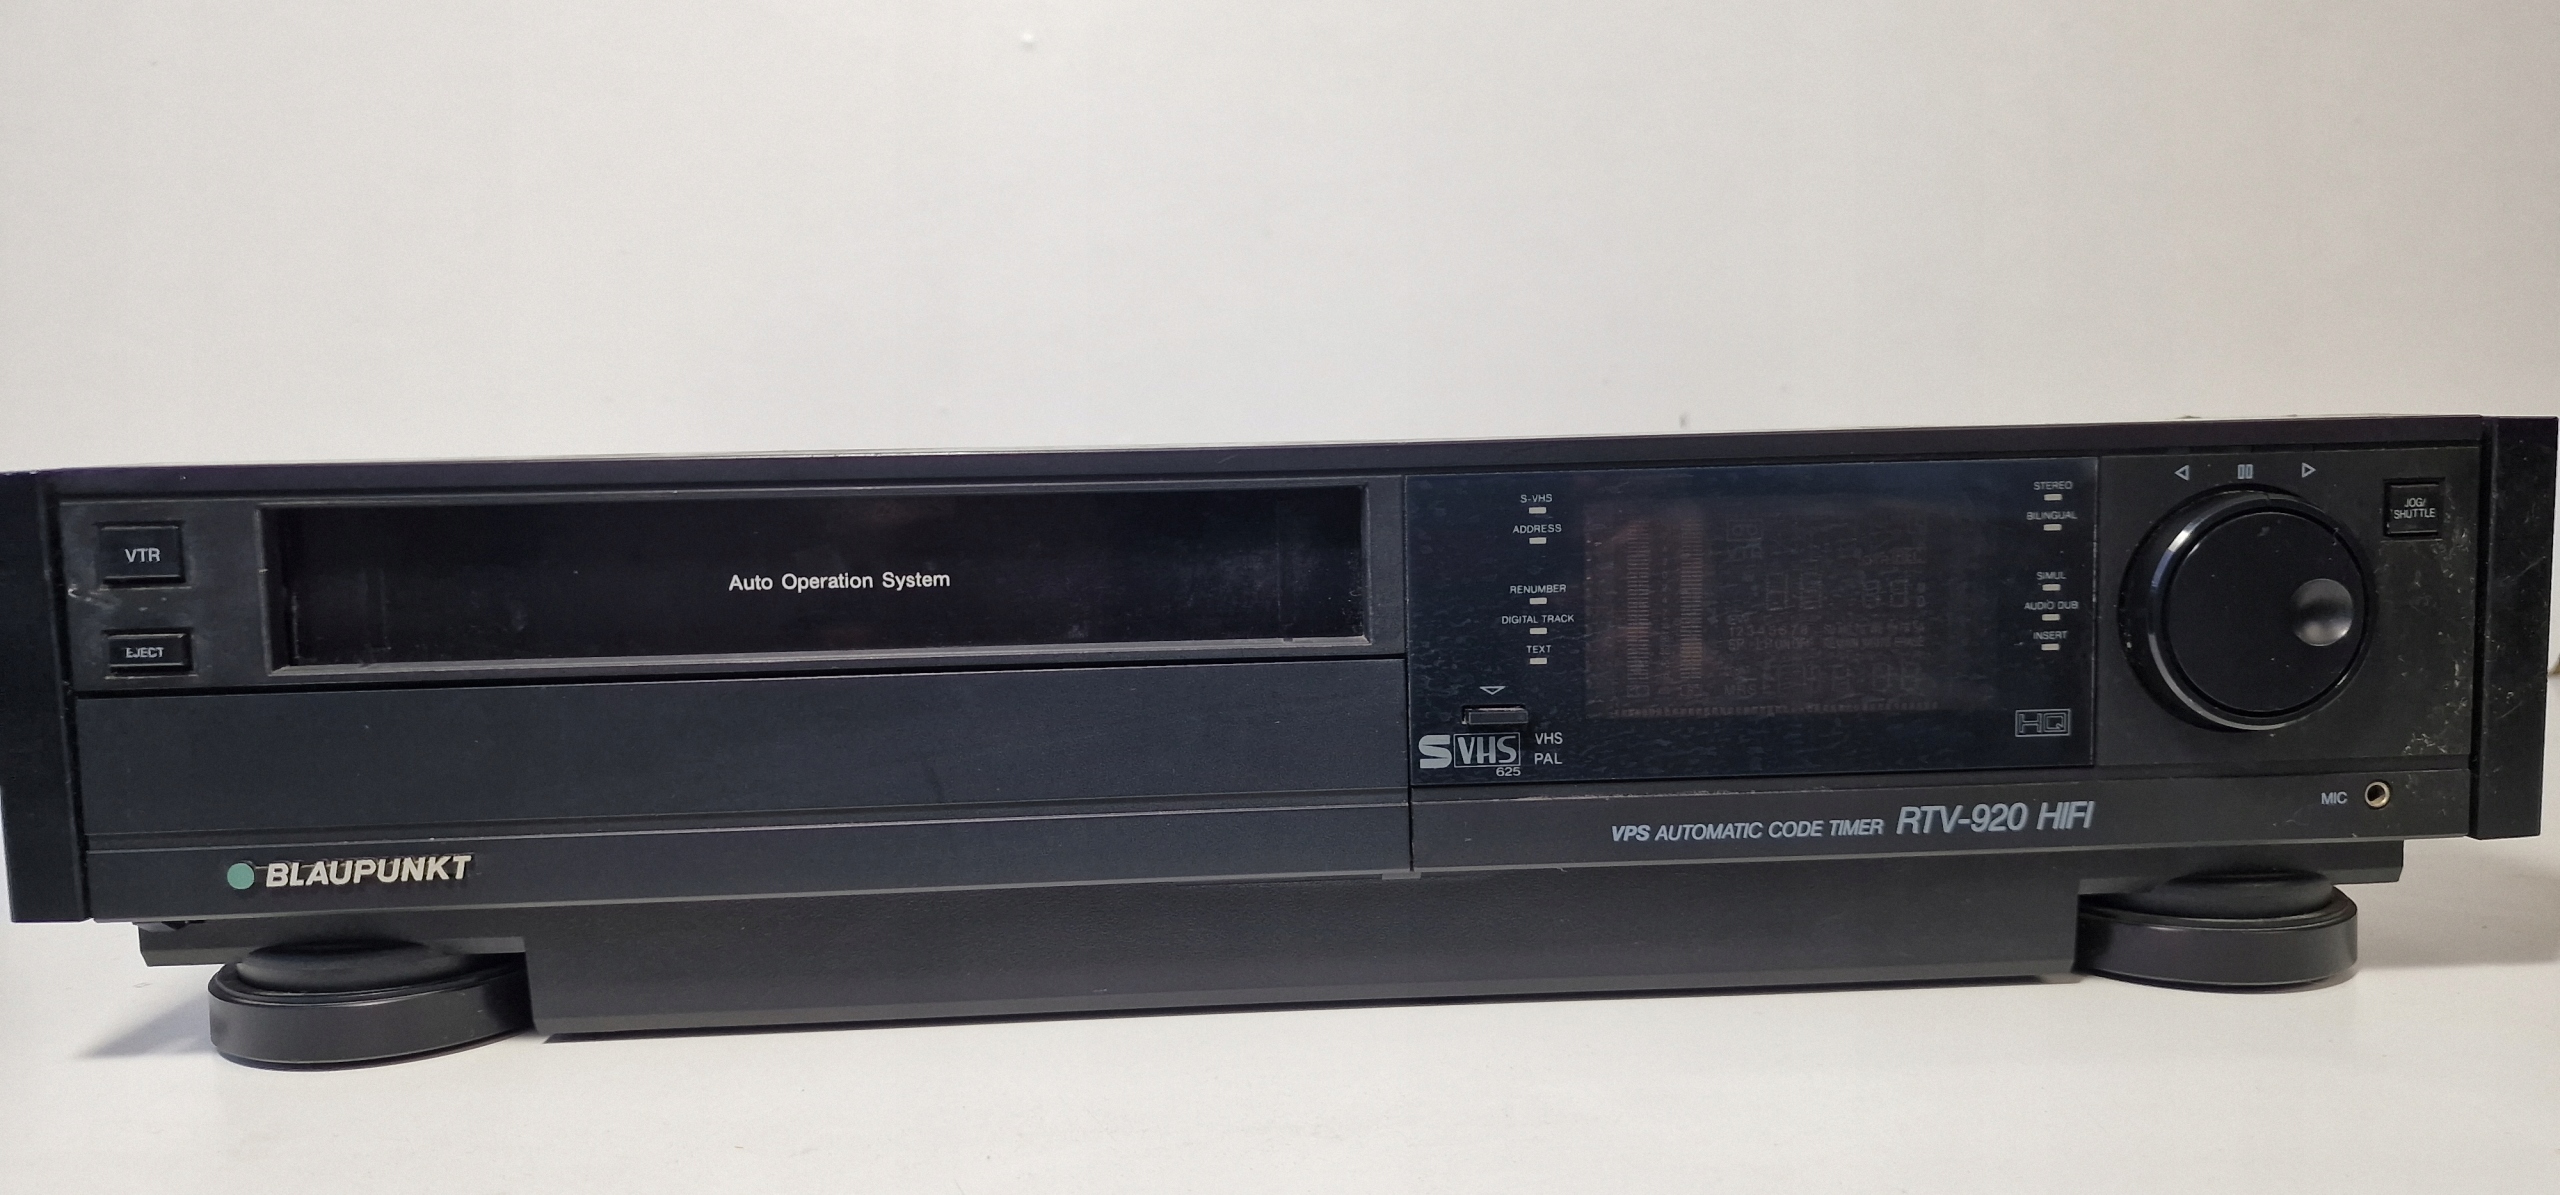 VTR
EJECT
Auto Operation System
S-VHS
ADDRESS
RENUMBER
DIGITAL TRACK
TEXT
S VHS
625
VHS
PAL
STEREO
BILINGUAL
SIMUL
AUDIO DUB
INSERT
HQ
JOG/
SHUTTLE
MIC
BLAUPUNKT
VPS AUTOMATIC CODE TIMER RTV-920 HIFI